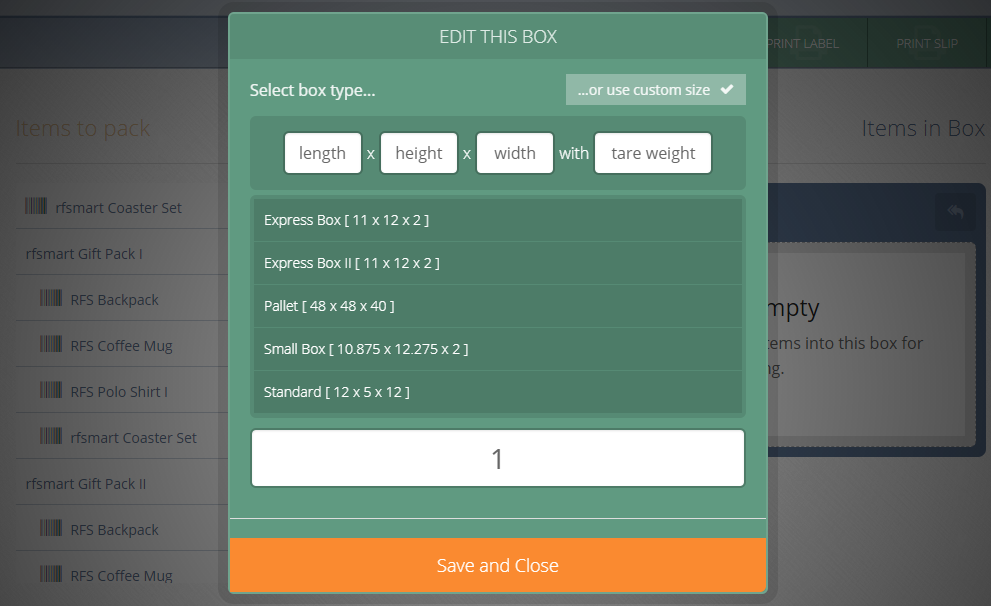 EDIT THIS BOX
PRINT LABEL
PRINT SLIP
Select box type...
...or use custom size
Items to pack
Items in Box
length x height x width with tare weight
rfsmart Coaster Set
Express Box [ 11 x 12 x 2 ]
rfsmart Gift Pack I
Express Box II [ 11 x 12 x 2 ]
RFS Backpack
Pallet [ 48 x 48 x 40 ]
mpty
RFS Coffee Mug
Small Box [ 10.875 x 12.275 x 2 ]
tems into this box for
ng.
RFS Polo Shirt I
Standard [ 12 x 5 x 12 ]
rfsmart Coaster Set
1
rfsmart Gift Pack II
RFS Backpack
Save and Close
RFS Coffee Mug